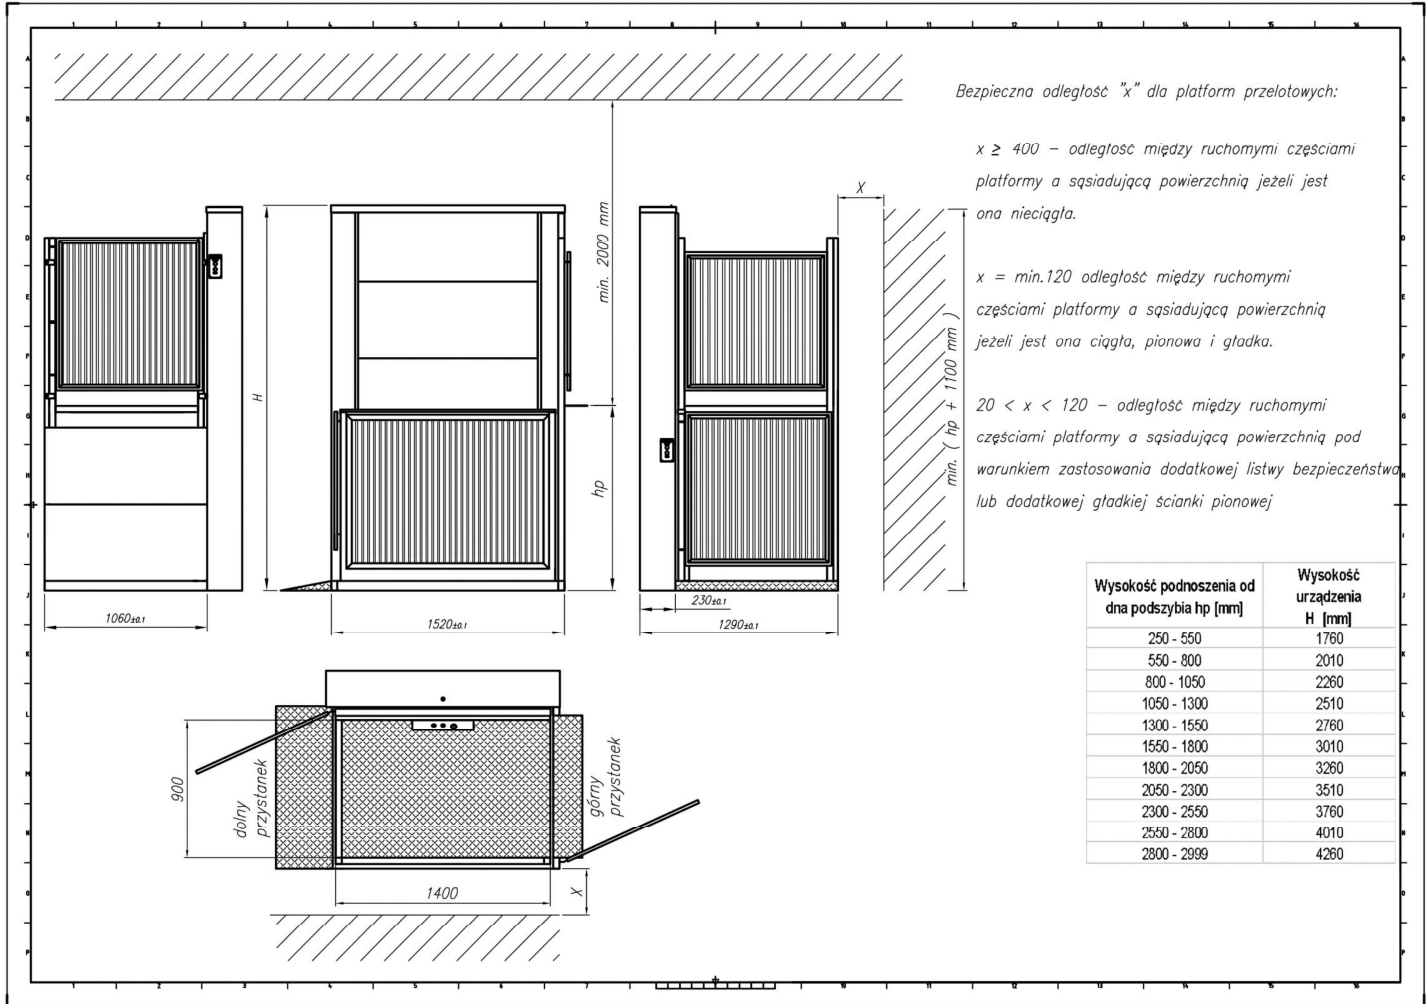 Bezpieczna odległość "x" dla platform przelotowych:
x ≥ 400 – odległość między ruchomymi częściami
platformy a sąsiadującą powierzchnią jeżeli jest
ona nieciągła.
x = min.120 odległość między ruchomymi
częściami platformy a sąsiadującą powierzchnią
jeżeli jest ona ciągła, pionowa i gładka.
20 < x < 120 – odległość między ruchomymi
częściami platformy a sąsiadującą powierzchnią pod
warunkiem zastosowania dodatkowej listwy bezpieczeństwa
lub dodatkowej gładkiej ścianki pionowej
H
min. 2000 mm
hp
X
min. ( hp + 1100 mm )
1060±0.1
1520±0.1
230±0.1
1290±0.1
900
dolny
przystanek
górny
przystanek
1400
X
Wysokość podnoszenia od
dna podszybia hp [mm]
Wysokość
urządzenia
H [mm]
250 - 550 1760
550 - 800 2010
800 - 1050 2260
1050 - 1300 2510
1300 - 1550 2760
1550 - 1800 3010
1800 - 2050 3260
2050 - 2300 3510
2300 - 2550 3760
2550 - 2800 4010
2800 - 2999 4260